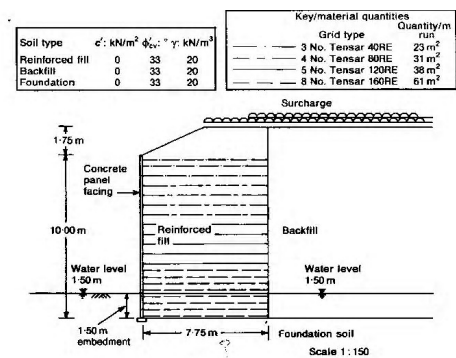 Soil type c': kN/m² ϕ'cv: ° γ: kN/m³
Reinforced fill 0 33 20
Backfill 0 33 20
Foundation 0 33 20
Key/material quantities
Grid type Quantity/m run
3 No. Tensar 40RE 23 m²
4 No. Tensar 80RE 31 m²
5 No. Tensar 120RE 38 m²
8 No. Tensar 160RE 61 m²
Surcharge
1·75 m
Concrete
panel
facing
10·00 m
Reinforced
fill
Backfill
Water level
1·50 m
Water level
1·50 m
1·50 m
embedment
7·75 m
Foundation soil
Scale 1 : 150